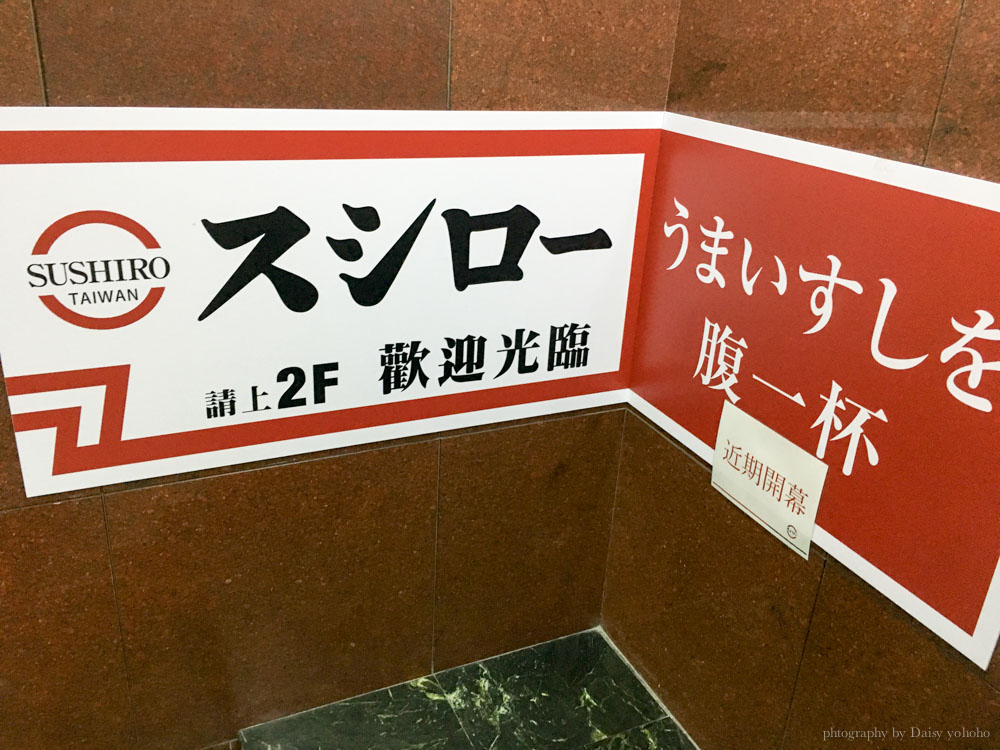 SUSHIRO
TAIWAN
スシロー
請上2F 歡迎光臨
うまいすしを
腹一杯
近期開幕
phtography by Daisy yohoho